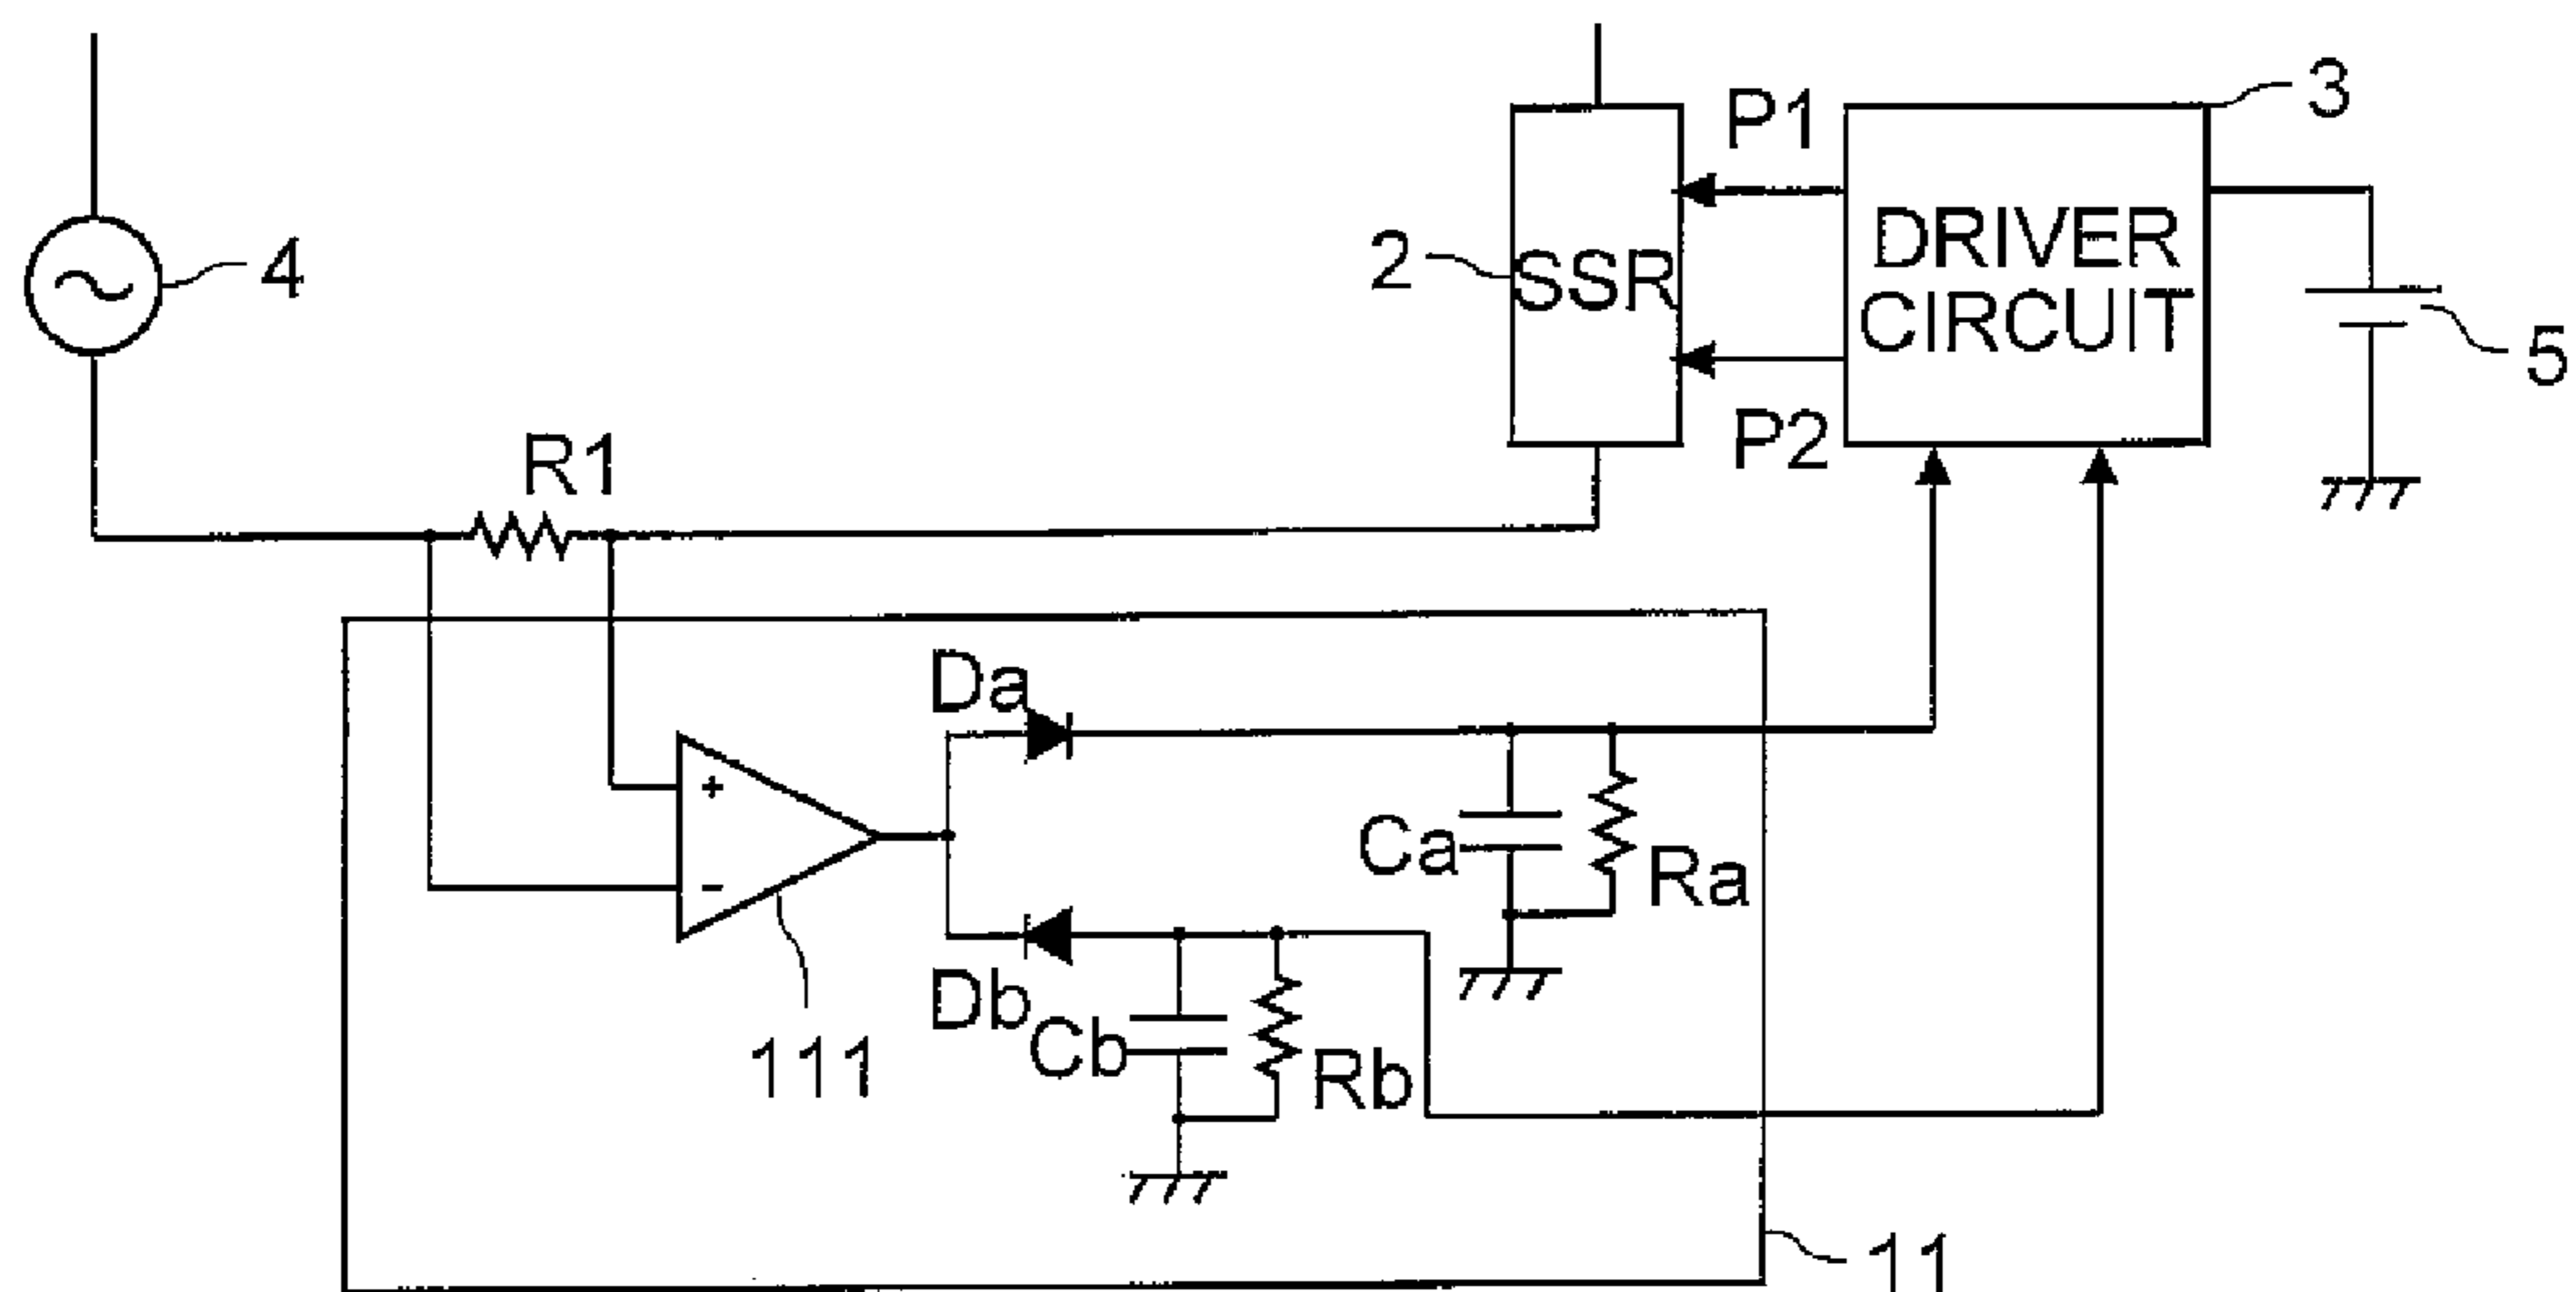 P1
3
4
2
SSR
DRIVER
CIRCUIT
5
P2
R1
Da
+
Ca
Ra
-
Db
Cb
Rb
111
11